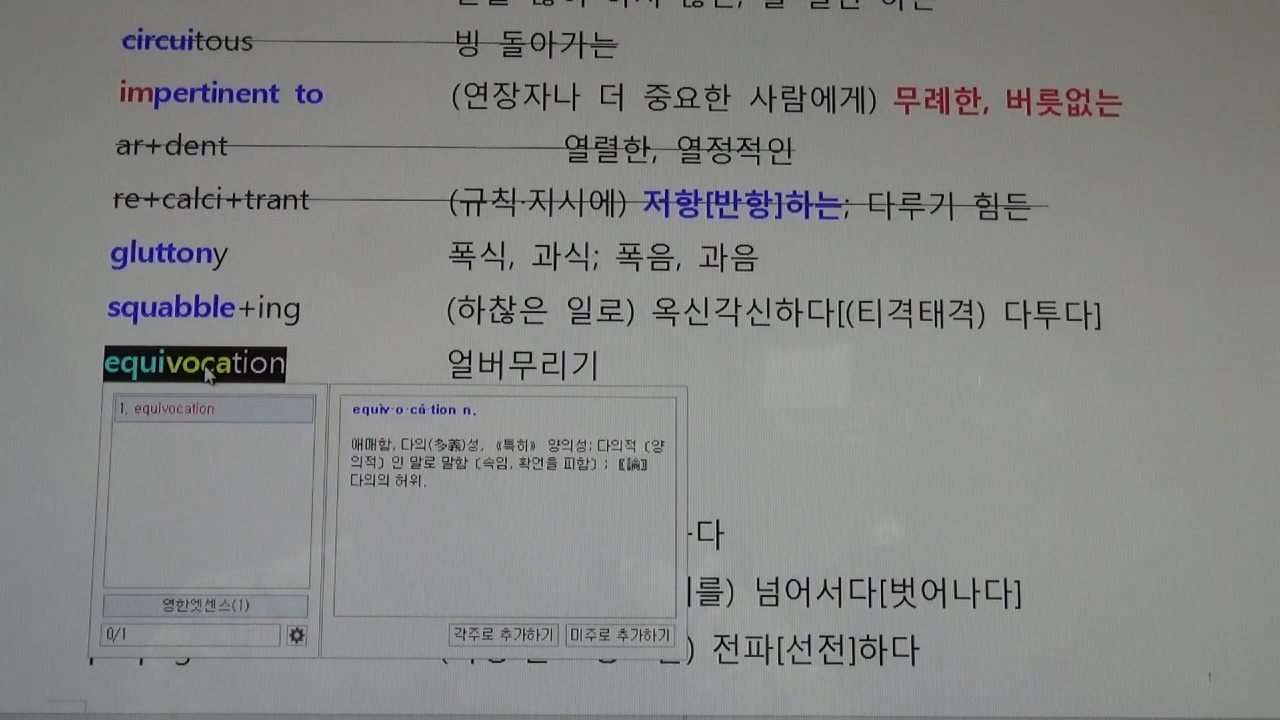 circuitous 빙 돌아가는
impertinent to (연장자나 더 중요한 사람에게) 무례한, 버릇없는
ar+dent 열렬한, 열정적인
re+calci+trant (규칙·지시에) 저항[반항]하는; 다루기 힘든
gluttony 폭식, 과식; 폭음, 과음
squabble+ing (하찮은 일로) 옥신각신하다[(티격태격) 다투다]
equivocation 얼버무리기
1. equivocation
equiv·o·cá·tion n.
애매함, 다의(多義)성, 《특히》 양의성; 다의적 〔양
의적〕 인 말로 말함 〔속임, 확언을 피함〕 ; 〖論〗
다의의 허위.
다
를) 넘어서다[벗어나다]
영한엣센스(1)
0/1
각주로 추가하기 미주로 추가하기
) 전파[선전]하다